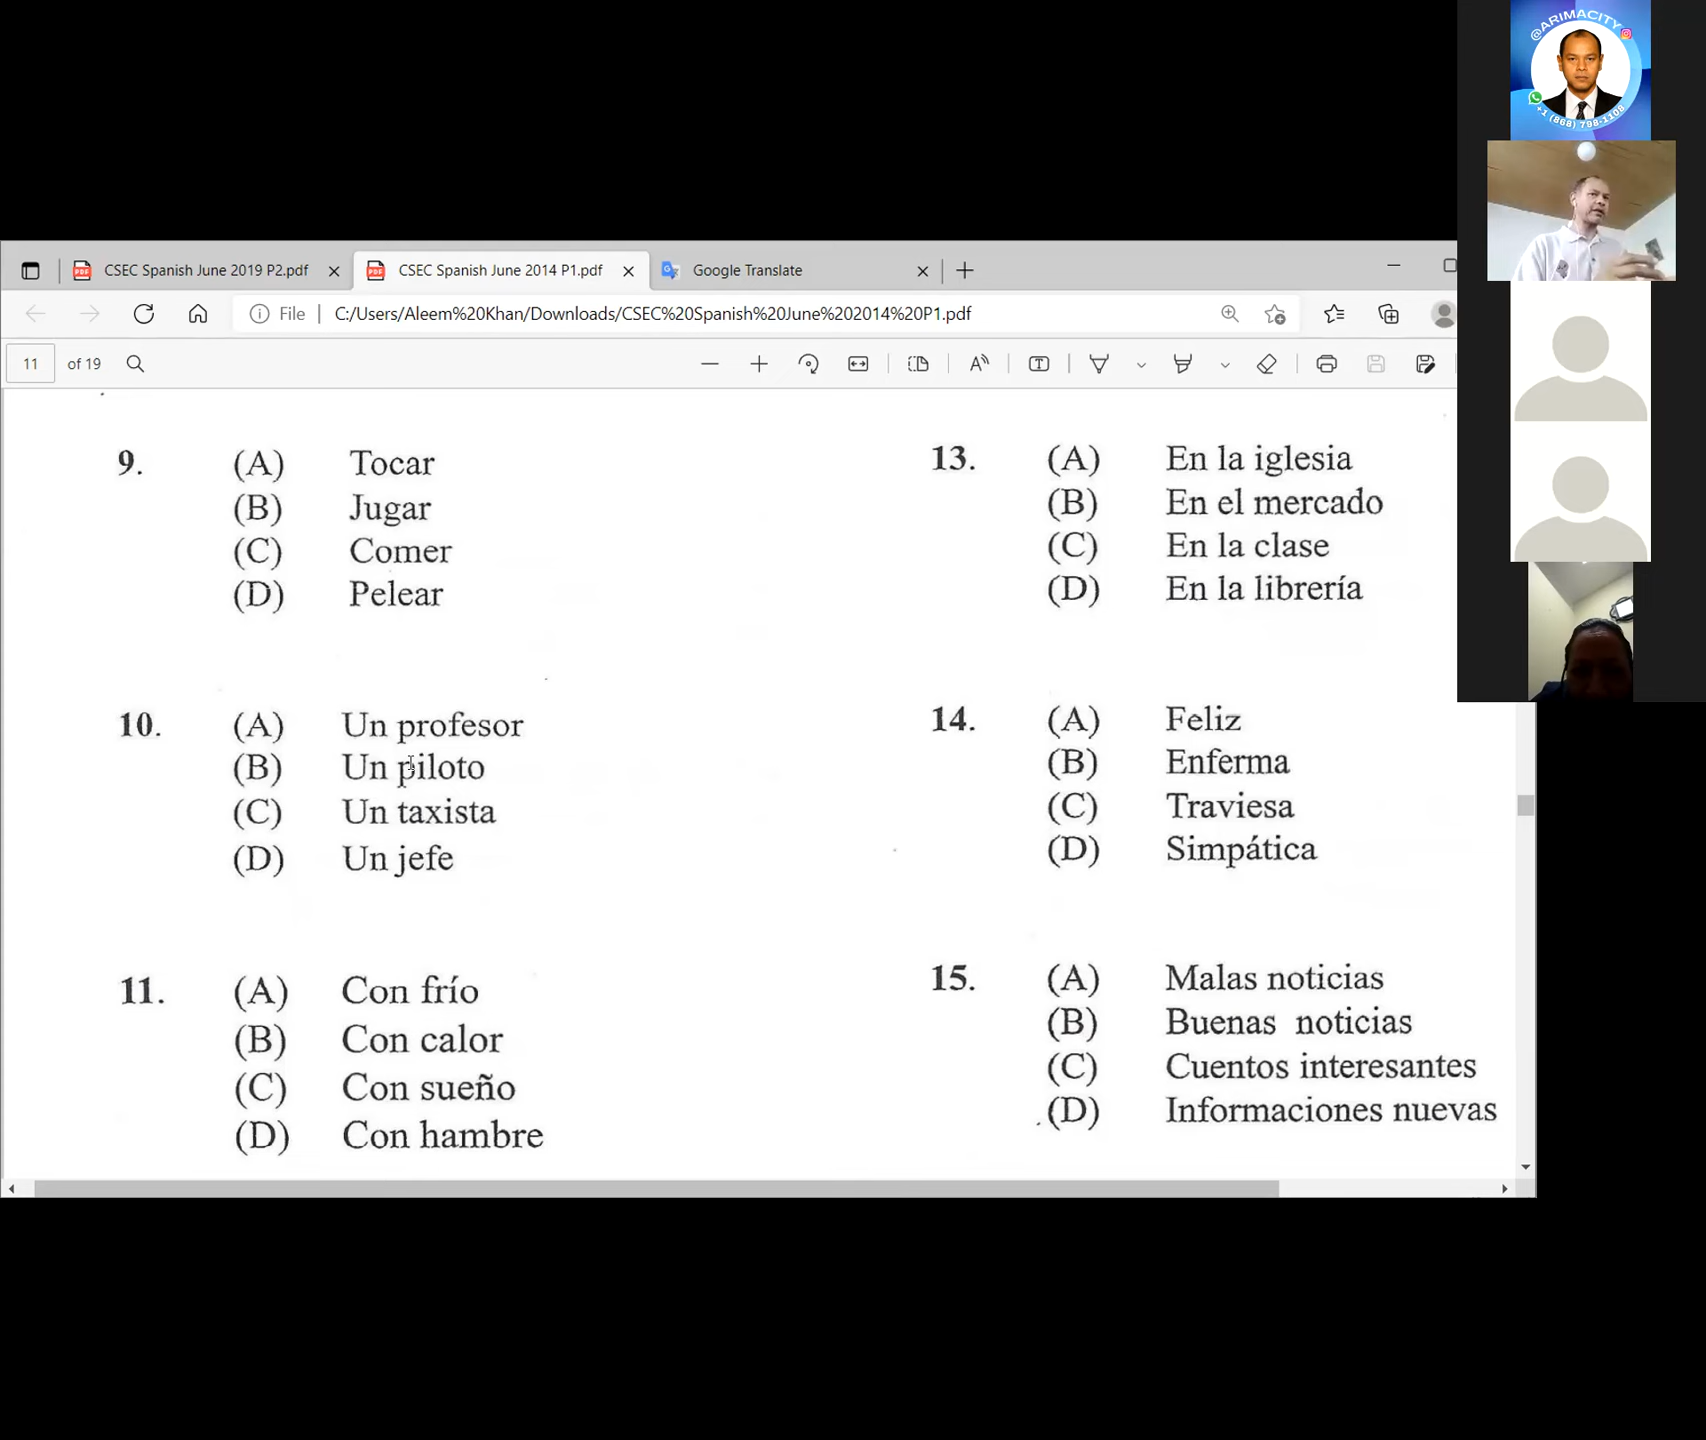 @ARIMACITY
+1 (868) 798-1108
CSEC Spanish June 2019 P2.pdf
CSEC Spanish June 2014 P1.pdf
Google Translate
File
C:/Users/Aleem%20Khan/Downloads/CSEC%20Spanish%20June%202014%20P1.pdf
11 of 19
9. (A) Tocar
(B) Jugar
(C) Comer
(D) Pelear
10. (A) Un profesor
(B) Un piloto
(C) Un taxista
(D) Un jefe
11. (A) Con frío
(B) Con calor
(C) Con sueño
(D) Con hambre
13. (A) En la iglesia
(B) En el mercado
(C) En la clase
(D) En la librería
14. (A) Feliz
(B) Enferma
(C) Traviesa
(D) Simpática
15. (A) Malas noticias
(B) Buenas noticias
(C) Cuentos interesantes
(D) Informaciones nuevas